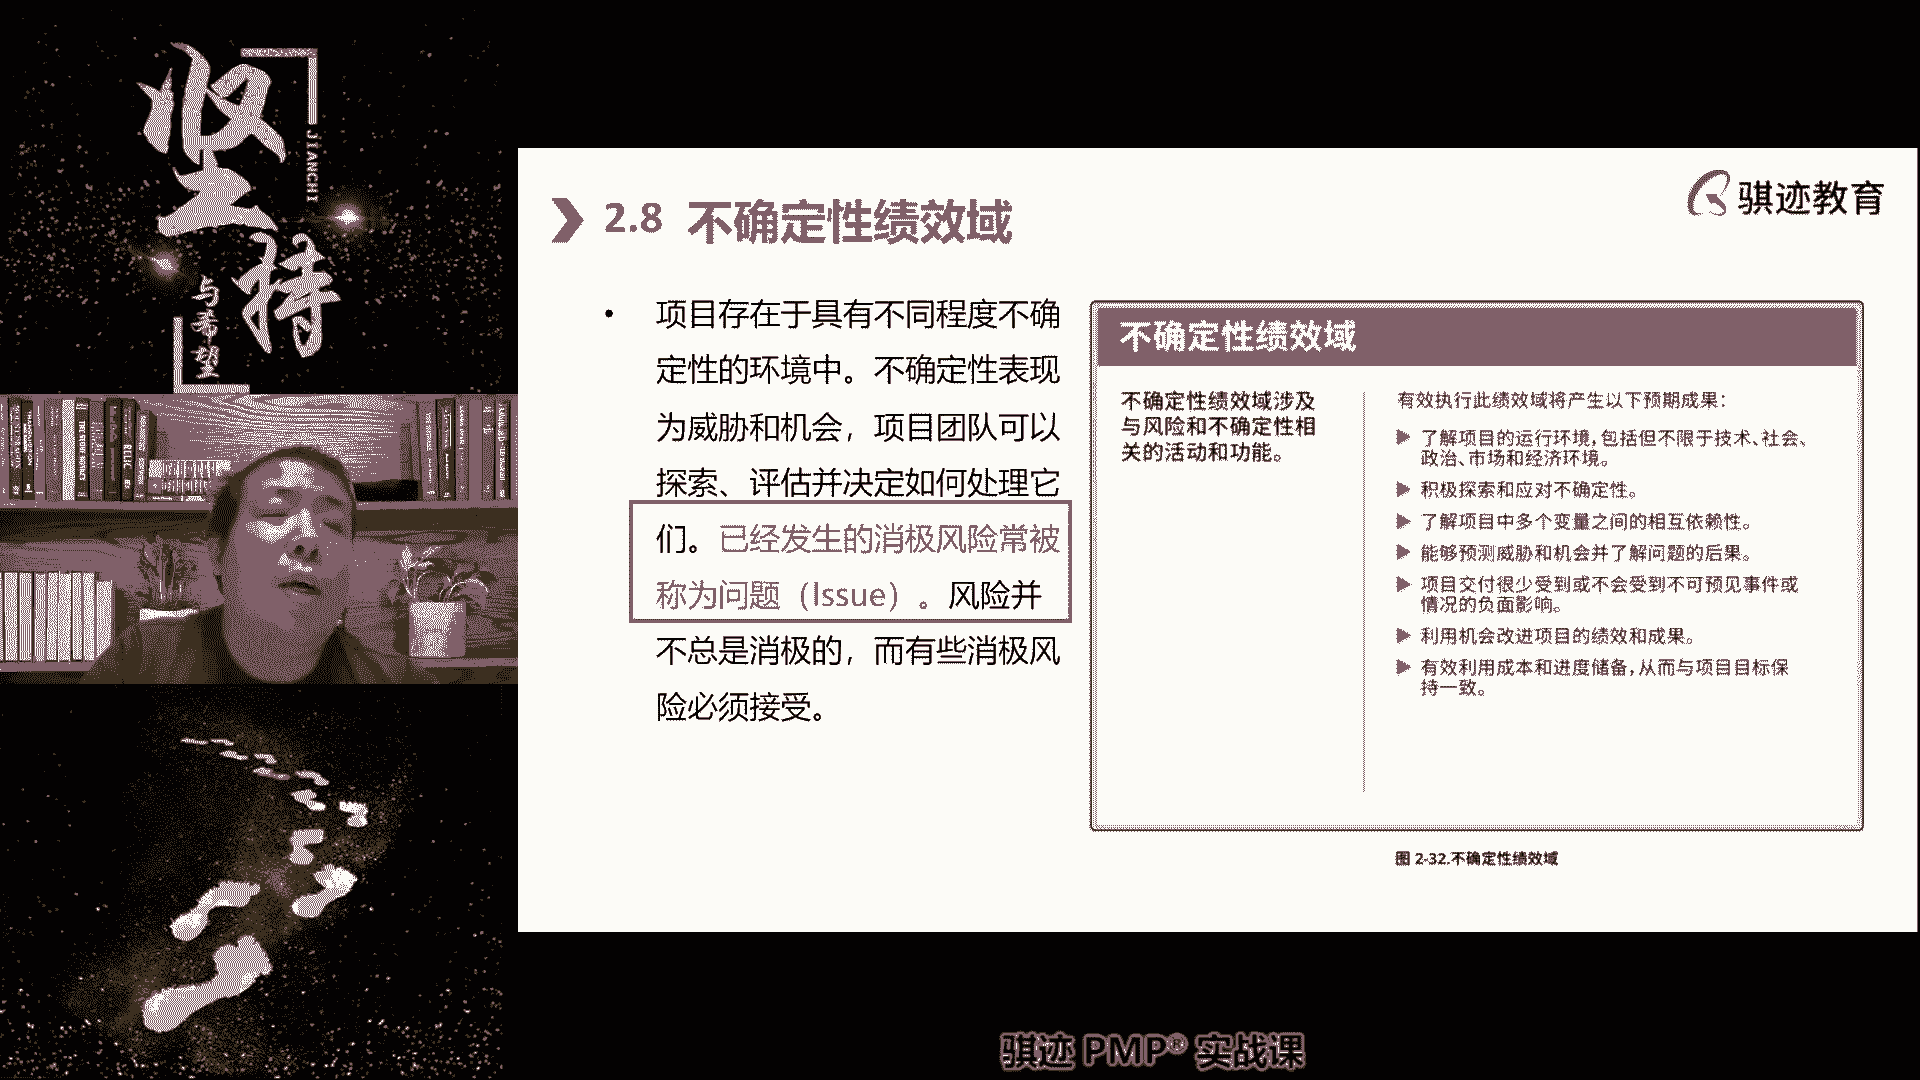 坚持
JIANCHI
与希望
骐迹教育
2.8 不确定性绩效域
• 项目存在于具有不同程度不确
定性的环境中。不确定性表现
为威胁和机会，项目团队可以
探索、评估并决定如何处理它
们。已经发生的消极风险常被
称为问题（Issue）。风险并
不总是消极的，而有些消极风
险必须接受。
不确定性绩效域
不确定性绩效域涉及
与风险和不确定性相
关的活动和功能。
有效执行此绩效域将产生以下预期成果：
了解项目的运行环境，包括但不限于技术、社会、
政治、市场和经济环境。
积极探索和应对不确定性。
了解项目中多个变量之间的相互依赖性。
能够预测威胁和机会并了解问题的后果。
项目交付很少受到或不会受到不可预见事件或
情况的负面影响。
利用机会改进项目的绩效和成果。
有效利用成本和进度储备，从而与项目目标保
持一致。
图 2-32.不确定性绩效域
骐迹 PMP® 实战课